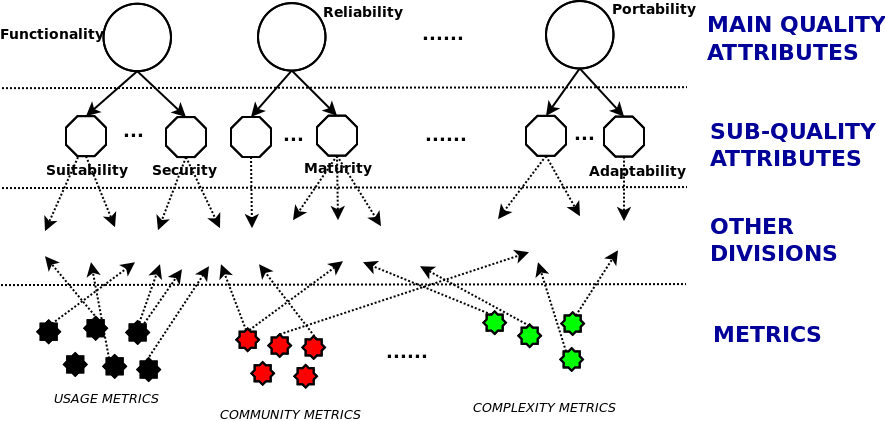 Functionality
Reliability
......
Portability
MAIN QUALITY
ATTRIBUTES
...
...
......
...
SUB-QUALITY
ATTRIBUTES
Suitability
Security
Maturity
Adaptability
OTHER
DIVISIONS
METRICS
......
USAGE METRICS
COMMUNITY METRICS
COMPLEXITY METRICS